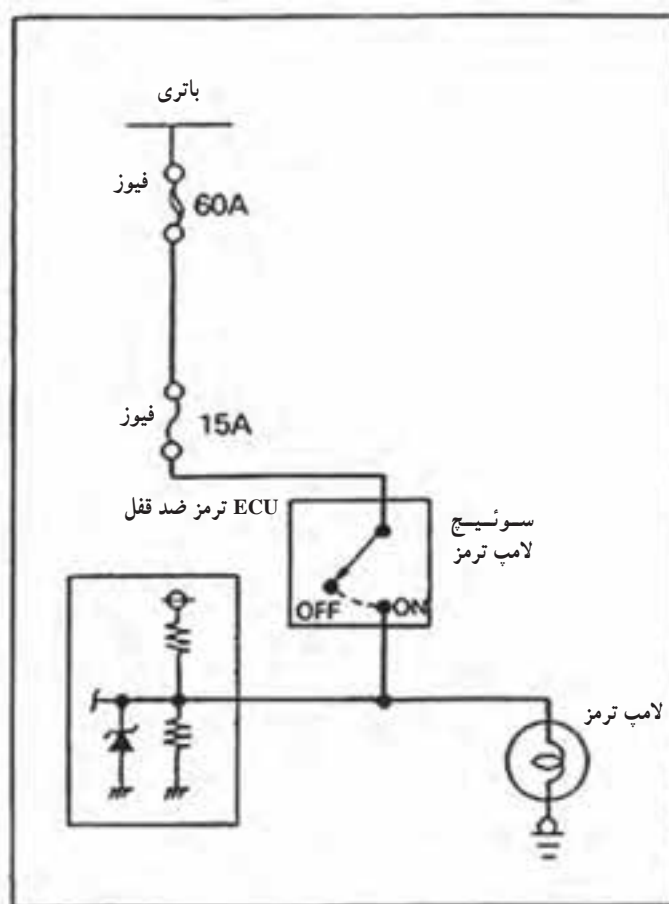 باتری
فیوز
60A
فیوز
15A
ECU ترمز ضد قفل
سوئیچ
لامپ ترمز
OFF
ON
لامپ ترمز